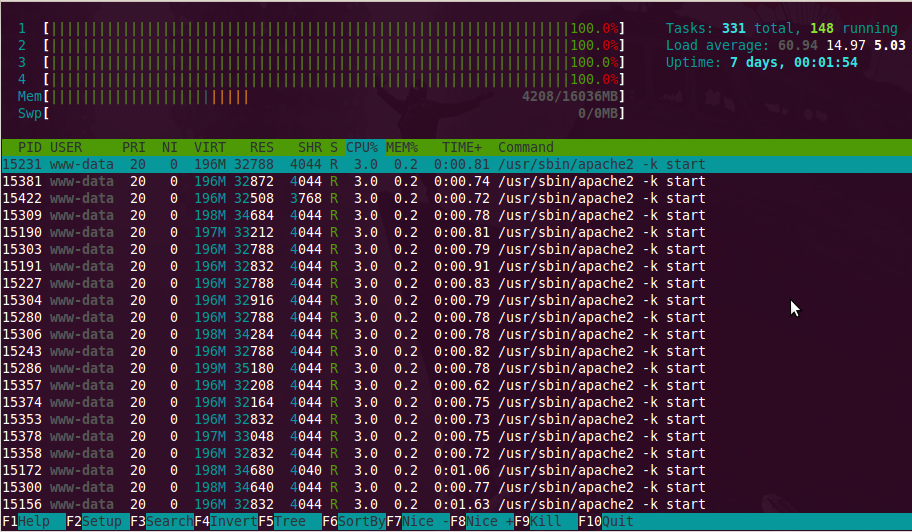 1 [||||||||||||||||||||||||||||||||||||||||||||||||||||||||||||||||||100.0%] Tasks: 331 total, 148 running
2 [||||||||||||||||||||||||||||||||||||||||||||||||||||||||||||||||||100.0%] Load average: 60.94 14.97 5.03
3 [||||||||||||||||||||||||||||||||||||||||||||||||||||||||||||||||||100.0%] Uptime: 7 days, 00:01:54
4 [||||||||||||||||||||||||||||||||||||||||||||||||||||||||||||||||||100.0%]
Mem[||||||||||||||||||||||||| 4208/16036MB]
Swp[ 0/0MB]
PID USER PRI NI VIRT RES SHR S CPU% MEM% TIME+ Command
15231 www-data 20 0 196M 32788 4044 R 3.0 0.2 0:00.81 /usr/sbin/apache2 -k start
15381 www-data 20 0 196M 32872 4044 R 3.0 0.2 0:00.74 /usr/sbin/apache2 -k start
15422 www-data 20 0 196M 32508 3768 R 3.0 0.2 0:00.72 /usr/sbin/apache2 -k start
15309 www-data 20 0 198M 34684 4044 R 3.0 0.2 0:00.78 /usr/sbin/apache2 -k start
15190 www-data 20 0 197M 33212 4044 R 3.0 0.2 0:00.81 /usr/sbin/apache2 -k start
15303 www-data 20 0 196M 32788 4044 R 3.0 0.2 0:00.79 /usr/sbin/apache2 -k start
15191 www-data 20 0 196M 32832 4044 R 3.0 0.2 0:00.91 /usr/sbin/apache2 -k start
15227 www-data 20 0 196M 32788 4044 R 3.0 0.2 0:00.83 /usr/sbin/apache2 -k start
15304 www-data 20 0 196M 32916 4044 R 3.0 0.2 0:00.79 /usr/sbin/apache2 -k start
15280 www-data 20 0 196M 32788 4044 R 3.0 0.2 0:00.78 /usr/sbin/apache2 -k start
15306 www-data 20 0 198M 34284 4044 R 3.0 0.2 0:00.78 /usr/sbin/apache2 -k start
15243 www-data 20 0 196M 32788 4044 R 3.0 0.2 0:00.82 /usr/sbin/apache2 -k start
15286 www-data 20 0 199M 35180 4044 R 3.0 0.2 0:00.78 /usr/sbin/apache2 -k start
15357 www-data 20 0 196M 32208 4044 R 3.0 0.2 0:00.62 /usr/sbin/apache2 -k start
15374 www-data 20 0 196M 32164 4044 R 3.0 0.2 0:00.75 /usr/sbin/apache2 -k start
15353 www-data 20 0 196M 32832 4044 R 3.0 0.2 0:00.73 /usr/sbin/apache2 -k start
15378 www-data 20 0 197M 33048 4044 R 3.0 0.2 0:00.75 /usr/sbin/apache2 -k start
15358 www-data 20 0 196M 32832 4044 R 3.0 0.2 0:00.72 /usr/sbin/apache2 -k start
15172 www-data 20 0 198M 34680 4040 R 3.0 0.2 0:01.06 /usr/sbin/apache2 -k start
15300 www-data 20 0 198M 34640 4044 R 3.0 0.2 0:00.77 /usr/sbin/apache2 -k start
15156 www-data 20 0 196M 32832 4044 R 3.0 0.2 0:01.63 /usr/sbin/apache2 -k start
F1Help F2Setup F3SearchF4InvertF5Tree F6SortByF7Nice -F8Nice +F9Kill F10Quit